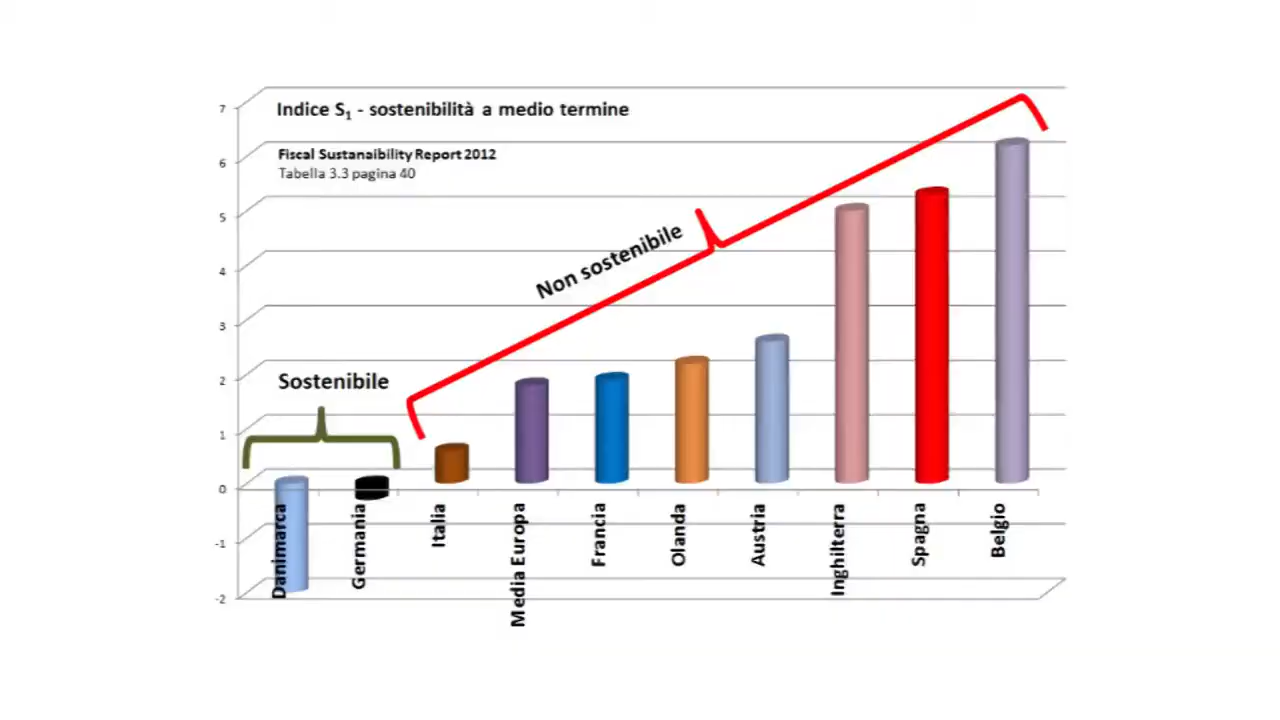 Indice S₁ - sostenibilità a medio termine
Fiscal Sustanaibility Report 2012
Tabella 3.3 pagina 40
7
6
5
4
3
2
1
0
-1
-2
Non sostenibile
Sostenibile
Danimarca
Germania
Italia
Media Europa
Francia
Olanda
Austria
Inghilterra
Spagna
Belgio